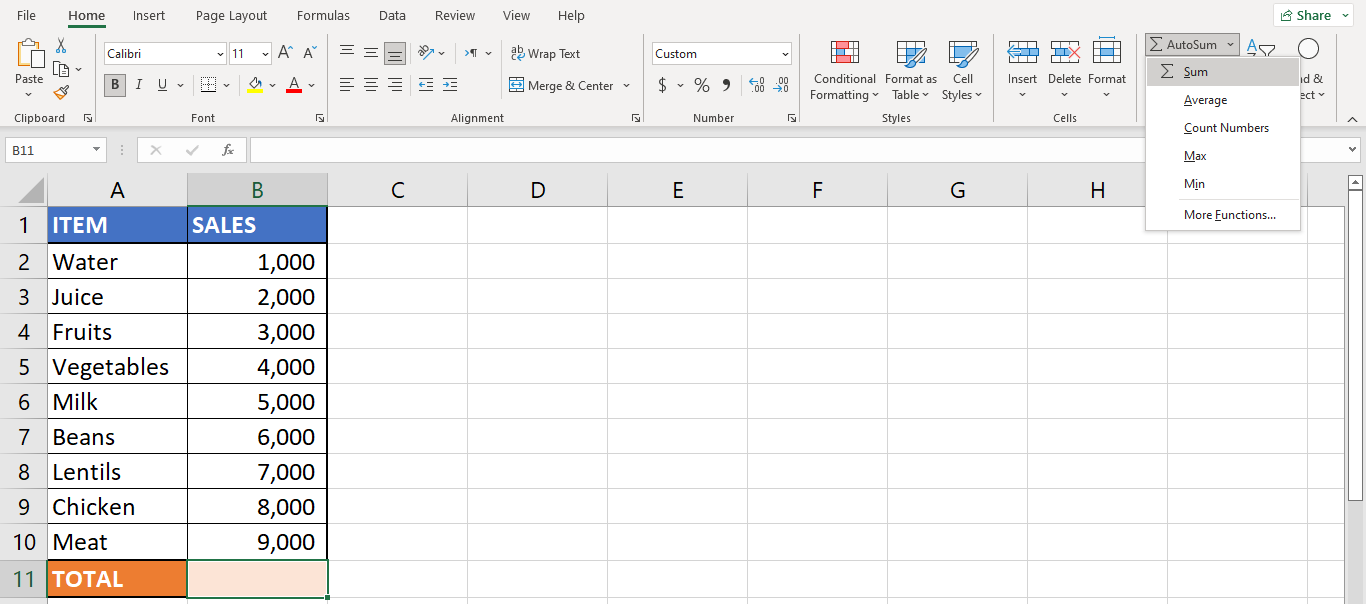 File Home Insert Page Layout Formulas Data Review View Help Share
Calibri 11 Wrap Text Custom AutoSum
Paste B I U Merge & Center $ % Conditional Formatting Format as Table Cell Styles Insert Delete Format
Clipboard Font Alignment Number Styles Cells
Sum
Average
Count Numbers
Max
Min
More Functions...
B11 fx
A B C D E F G H
1 ITEM SALES
2 Water 1,000
3 Juice 2,000
4 Fruits 3,000
5 Vegetables 4,000
6 Milk 5,000
7 Beans 6,000
8 Lentils 7,000
9 Chicken 8,000
10 Meat 9,000
11 TOTAL